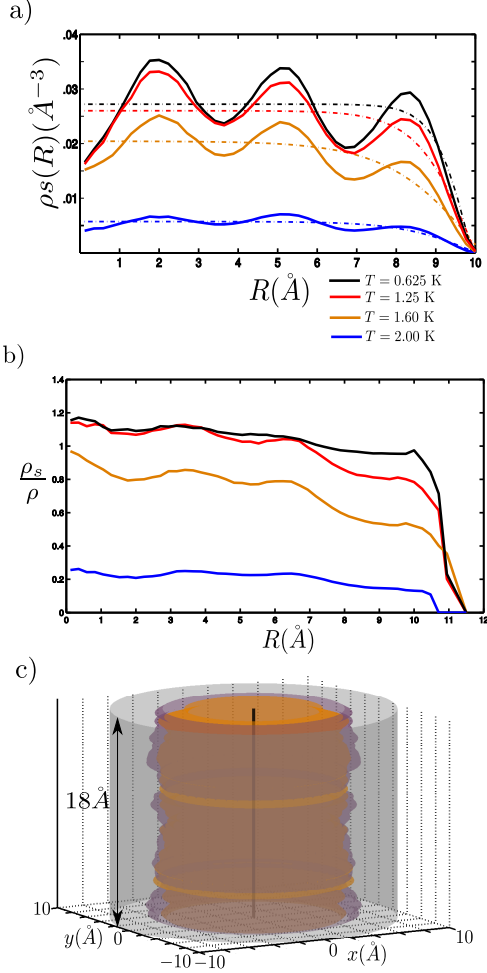 a)
ρs(R)(Å−3)
.04
.03
.02
.01
1 2 3 4 5 6 7 8 9 10
R(Å)
T = 0.625 K
T = 1.25 K
T = 1.60 K
T = 2.00 K
b)
ρs/ρ
1.4
1.2
1
0.8
0.6
0.4
0.2
0
0 1 2 3 4 5 6 7 8 9 10 11 12
R(Å)
c)
18Å
10
y(Å)
0
−10
−10
0
x(Å)
10